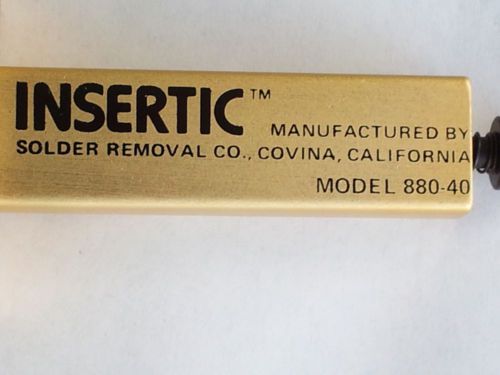 INSERTIC™
MANUFACTURED BY
SOLDER REMOVAL CO., COVINA, CALIFORNIA
MODEL 880-40